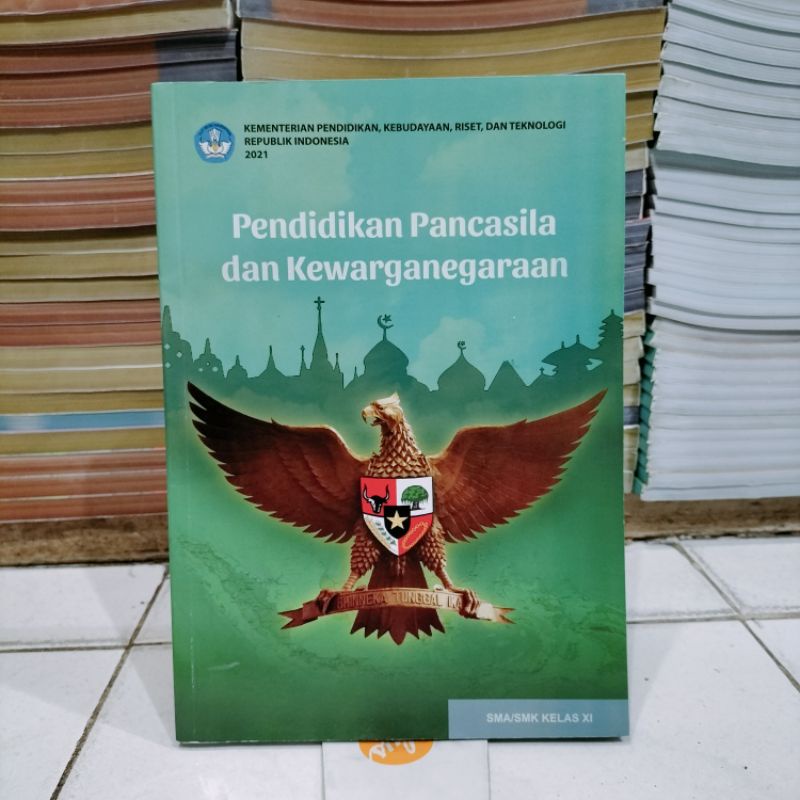 KEMENTERIAN PENDIDIKAN, KEBUDAYAAN, RISET, DAN TEKNOLOGI
REPUBLIK INDONESIA
2021
Pendidikan Pancasila
dan Kewarganegaraan
BHINNEKA TUNGGAL IKA
SMA/SMK KELAS XI